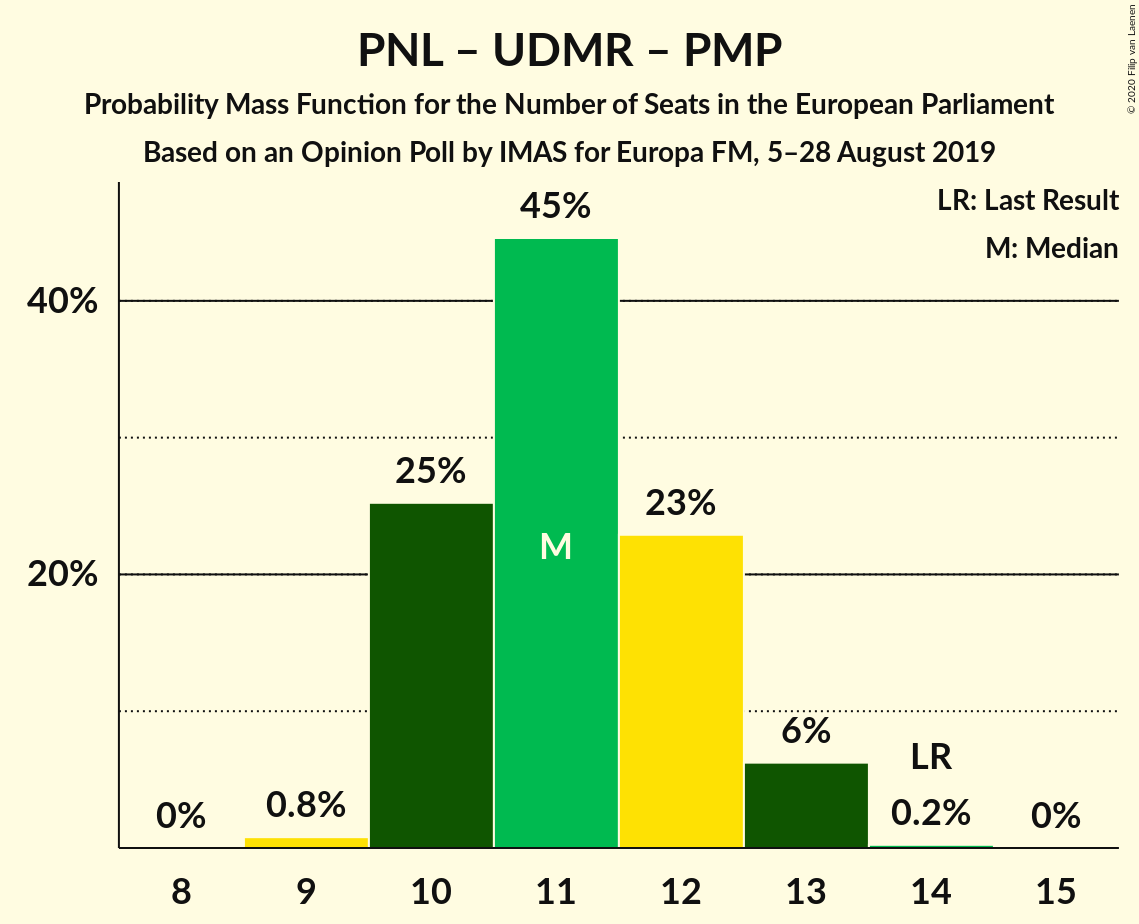 PNL – UDMR – PMP
Probability Mass Function for the Number of Seats in the European Parliament
Based on an Opinion Poll by IMAS for Europa FM, 5–28 August 2019
© 2020 Filip van Laenen
LR: Last Result
M: Median
45%
40%
25%
23%
M
20%
6%
LR
0%
0.8%
0.2%
0%
8 9 10 11 12 13 14 15